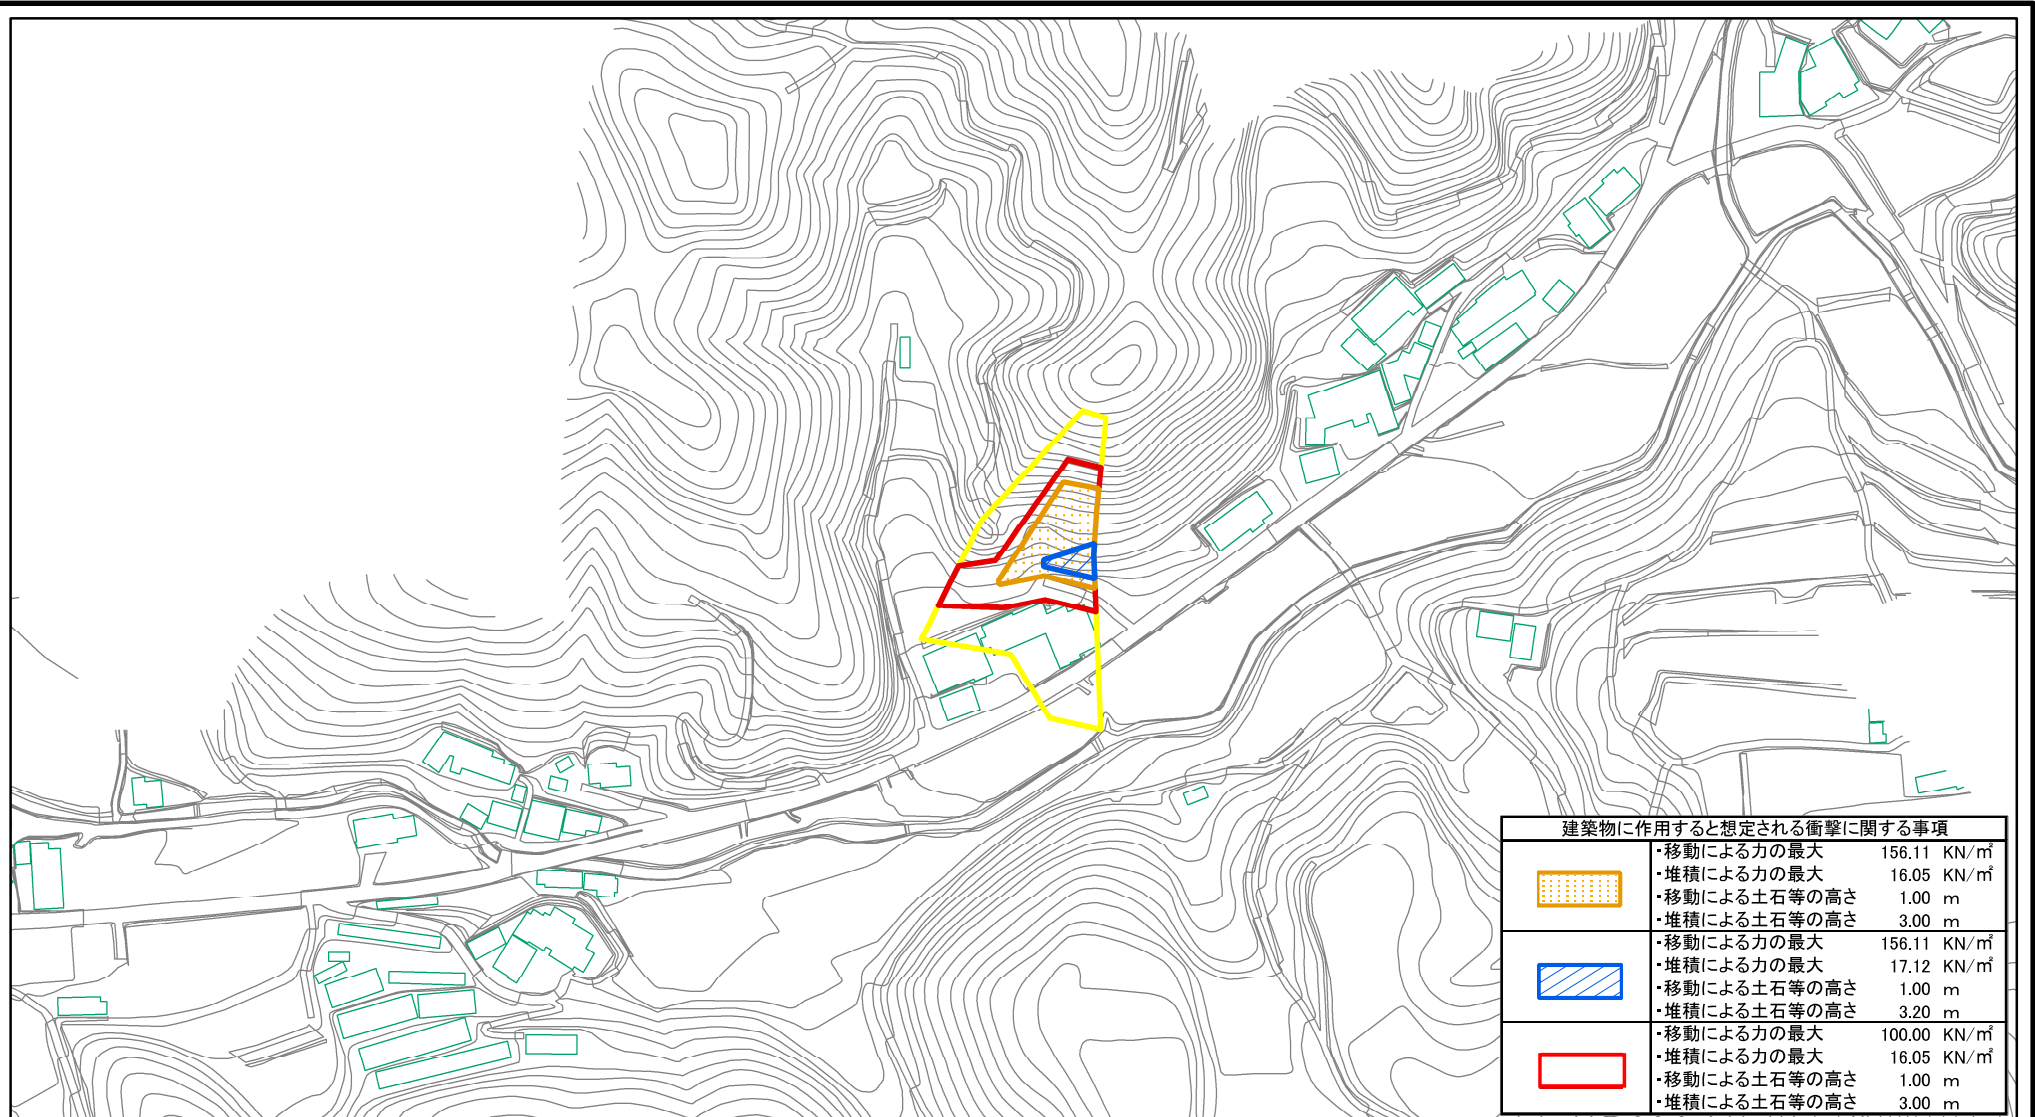 建築物に作用すると想定される衝撃に関する事項
・移動による力の最大 156.11 KN/㎡
・堆積による力の最大 16.05 KN/㎡
・移動による土石等の高さ 1.00 m
・堆積による土石等の高さ 3.00 m
・移動による力の最大 156.11 KN/㎡
・堆積による力の最大 17.12 KN/㎡
・移動による土石等の高さ 1.00 m
・堆積による土石等の高さ 3.20 m
・移動による力の最大 100.00 KN/㎡
・堆積による力の最大 16.05 KN/㎡
・移動による土石等の高さ 1.00 m
・堆積による土石等の高さ 3.00 m